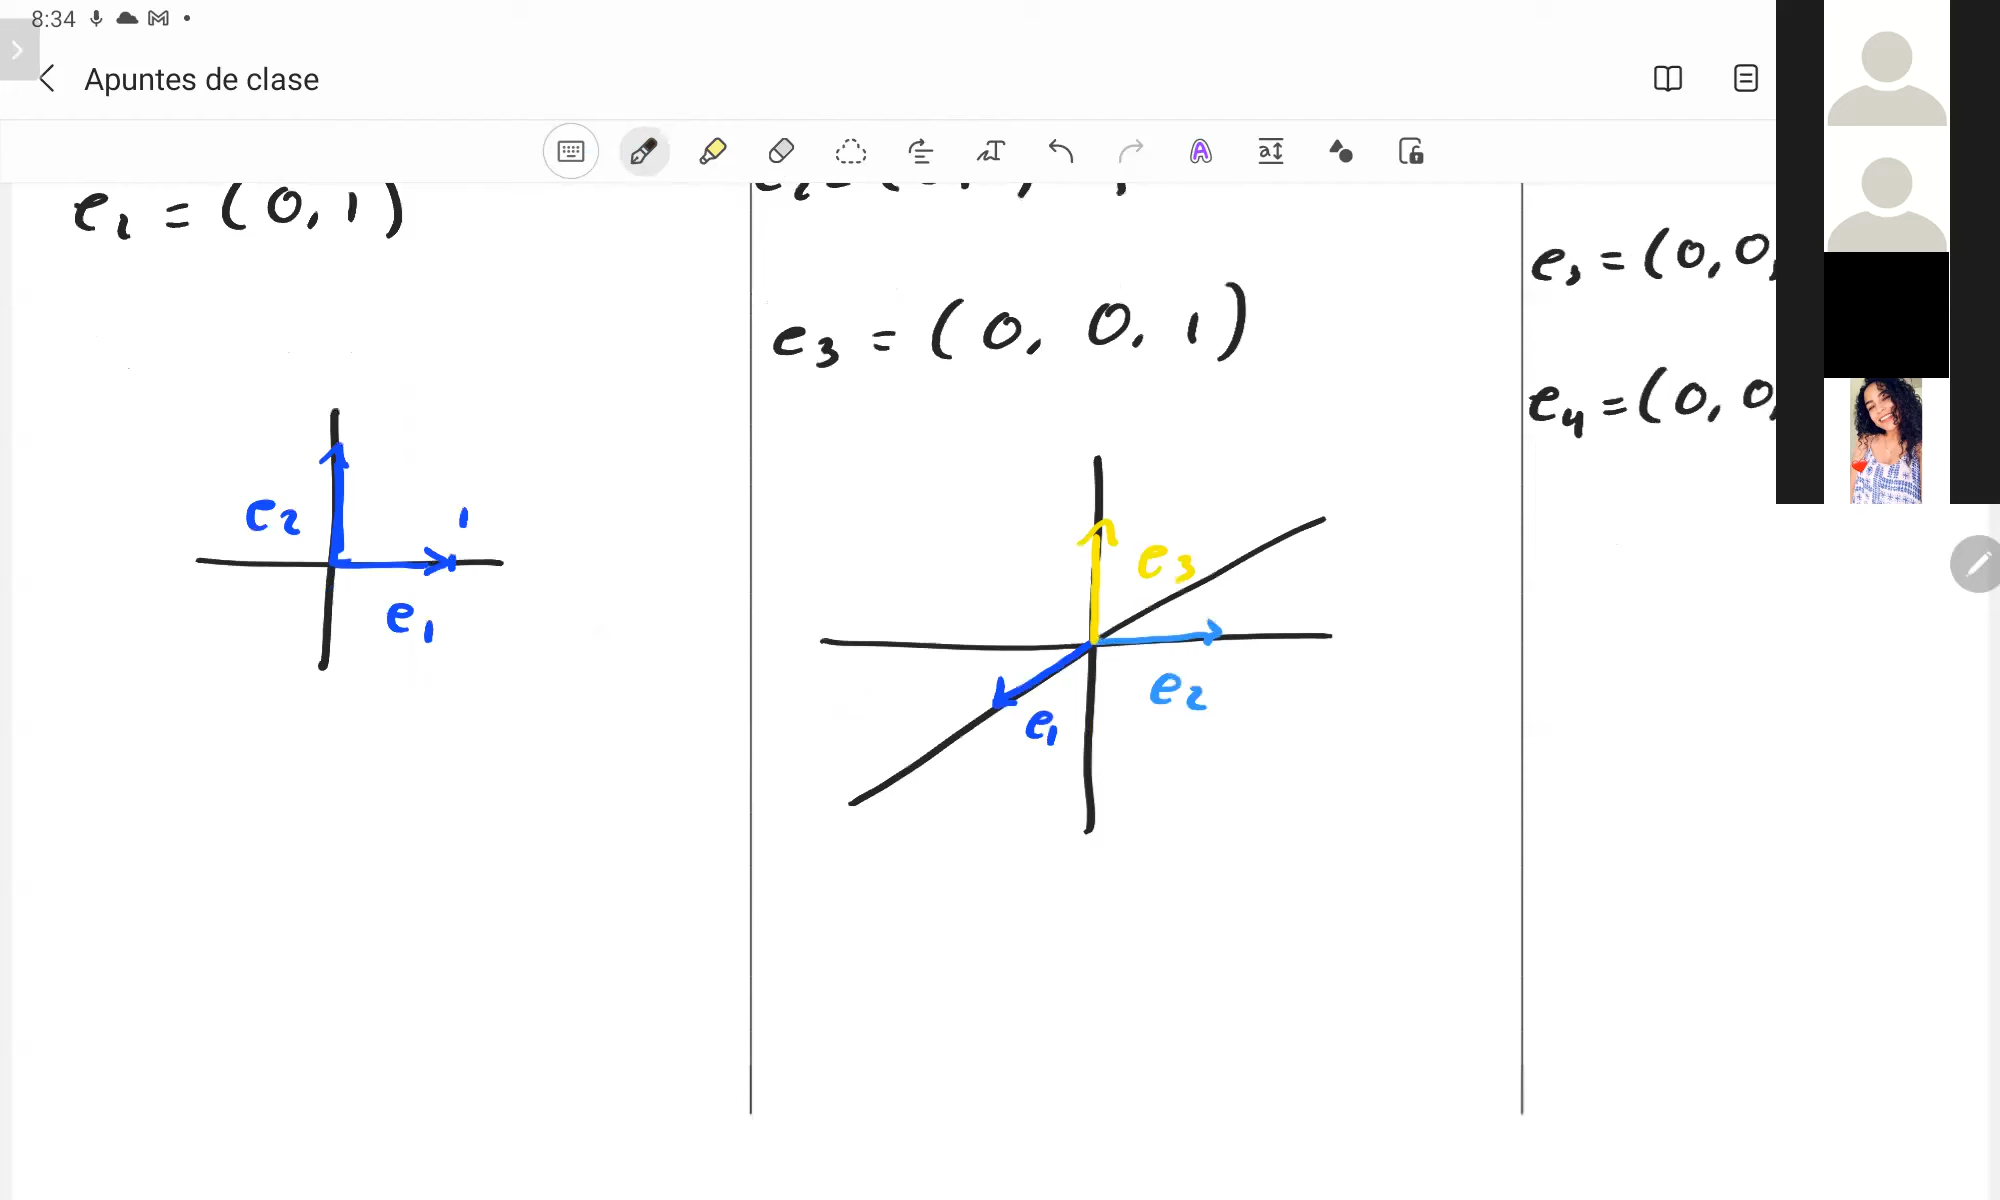 8:34
Apuntes de clase
e₂ = (0, 1)
e₃ = (0, 0, 1)
e₃ = (0, 0,
e₄ = (0, 0,
e₂
1
e₁
e₃
e₂
e₁